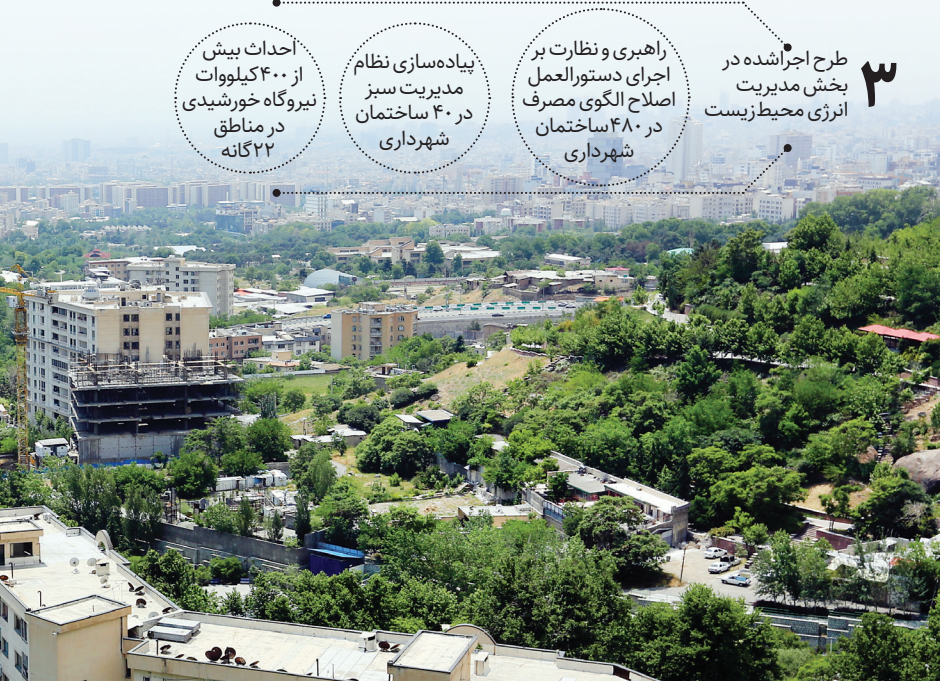 ۳
طرح اجراشده در
بخش مدیریت
انرژی محیط‌زیست
راهبری و نظارت بر
اجرای دستورالعمل
اصلاح الگوی مصرف
در ۴۸۰ ساختمان
شهرداری
پیاده‌سازی نظام
مدیریت سبز
در ۴۰ ساختمان
شهرداری
احداث بیش
از ۴۰۰ کیلووات
نیروگاه خورشیدی
در مناطق
۲۲گانه